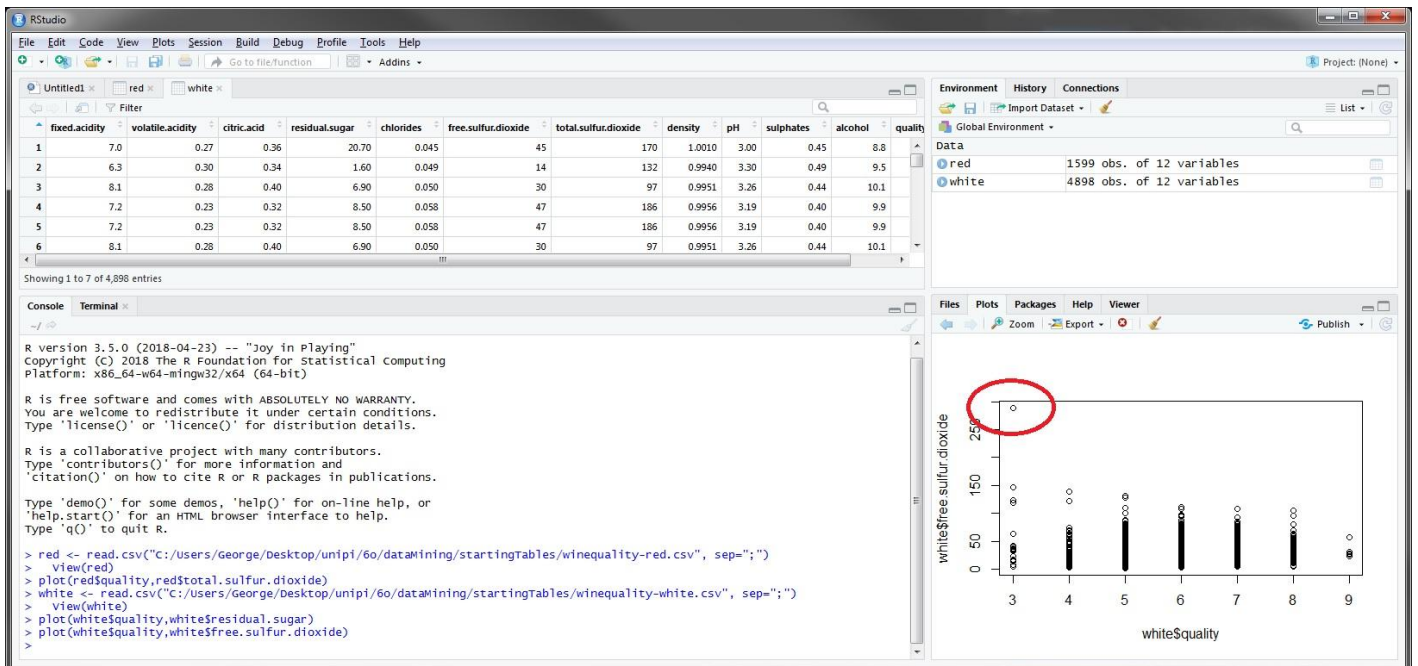 RStudio
File Edit Code View Plots Session Build Debug Profile Tools Help
Go to file/function Addins Project: (None)
Untitled1 red white
Filter
fixed.acidity volatile.acidity citric.acid residual.sugar chlorides free.sulfur.dioxide total.sulfur.dioxide density pH sulphates alcohol quality
1 7.0 0.27 0.36 20.70 0.045 45 170 1.0010 3.00 0.45 8.8
2 6.3 0.30 0.34 1.60 0.049 14 132 0.9940 3.30 0.49 9.5
3 8.1 0.28 0.40 6.90 0.050 30 97 0.9951 3.26 0.44 10.1
4 7.2 0.23 0.32 8.50 0.058 47 186 0.9956 3.19 0.40 9.9
5 7.2 0.23 0.32 8.50 0.058 47 186 0.9956 3.19 0.40 9.9
6 8.1 0.28 0.40 6.90 0.050 30 97 0.9951 3.26 0.44 10.1
Showing 1 to 7 of 4,898 entries
Console Terminal
~/
R version 3.5.0 (2018-04-23) -- "Joy in Playing"
Copyright (C) 2018 The R Foundation for Statistical Computing
Platform: x86_64-w64-mingw32/x64 (64-bit)
R is free software and comes with ABSOLUTELY NO WARRANTY.
You are welcome to redistribute it under certain conditions.
Type 'license()' or 'licence()' for distribution details.
R is a collaborative project with many contributors.
Type 'contributors()' for more information and
'citation()' on how to cite R or R packages in publications.
Type 'demo()' for some demos, 'help()' for on-line help, or
'help.start()' for an HTML browser interface to help.
Type 'q()' to quit R.
> red <- read.csv("C:/Users/George/Desktop/unipi/6o/dataMining/startingTables/winequality-red.csv", sep=";")
> View(red)
> plot(red$quality,red$total.sulfur.dioxide)
> white <- read.csv("C:/Users/George/Desktop/unipi/6o/dataMining/startingTables/winequality-white.csv", sep=";")
> View(white)
> plot(white$quality,white$residual.sugar)
> plot(white$quality,white$free.sulfur.dioxide)
>
Environment History Connections
Import Dataset List
Global Environment
Data
red 1599 obs. of 12 variables
white 4898 obs. of 12 variables
Files Plots Packages Help Viewer
Zoom Export Publish
white$free.sulfur.dioxide
250
150
50
0
3 4 5 6 7 8 9
white$quality